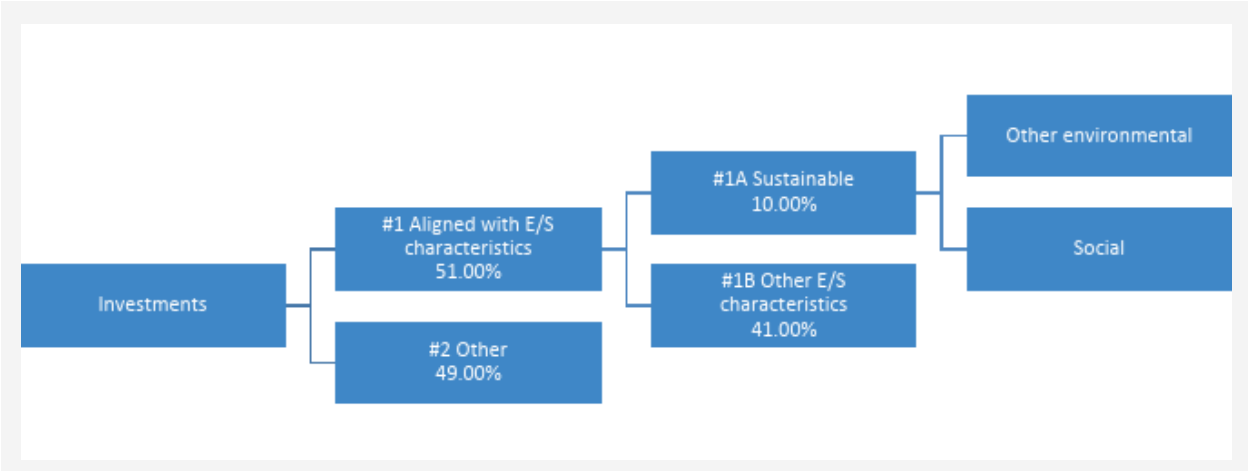 Investments
#1 Aligned with E/S
characteristics
51.00%
#2 Other
49.00%
#1A Sustainable
10.00%
#1B Other E/S
characteristics
41.00%
Other environmental
Social